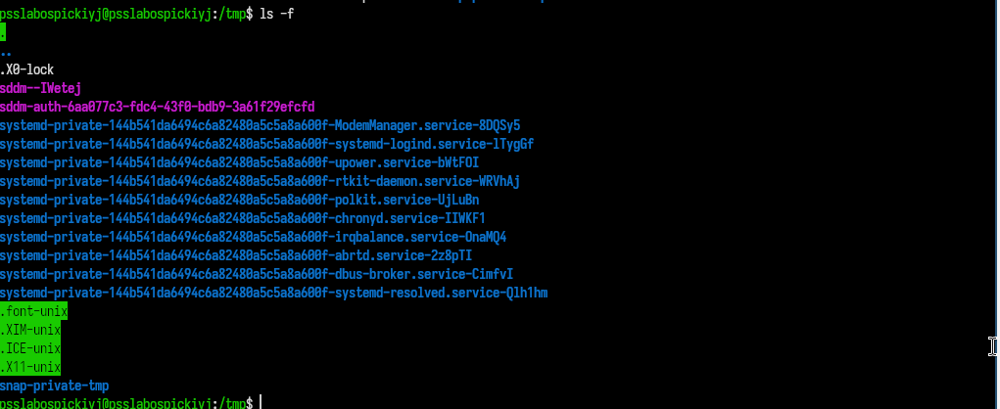 psslabospickiyj@psslabospickiyj:/tmp$ ls -f
.
..
.X0-lock
sddm--IWetej
sddm-auth-6aa077c3-fdc4-43f0-bdb9-3a61f29efcfd
systemd-private-144b541da6494c6a82480a5c5a8a600f-ModemManager.service-8DQSy5
systemd-private-144b541da6494c6a82480a5c5a8a600f-systemd-logind.service-lTygGf
systemd-private-144b541da6494c6a82480a5c5a8a600f-upower.service-bWtFOI
systemd-private-144b541da6494c6a82480a5c5a8a600f-rtkit-daemon.service-WRVhAj
systemd-private-144b541da6494c6a82480a5c5a8a600f-polkit.service-UjLuBn
systemd-private-144b541da6494c6a82480a5c5a8a600f-chronyd.service-IIWKF1
systemd-private-144b541da6494c6a82480a5c5a8a600f-irqbalance.service-OnaMQ4
systemd-private-144b541da6494c6a82480a5c5a8a600f-abrtd.service-2z8pTI
systemd-private-144b541da6494c6a82480a5c5a8a600f-dbus-broker.service-CimfvI
systemd-private-144b541da6494c6a82480a5c5a8a600f-systemd-resolved.service-Qlh1hm
.font-unix
.XIM-unix
.ICE-unix
.X11-unix
snap-private-tmp
psslabospickiyj@psslabospickiyj:/tmp$